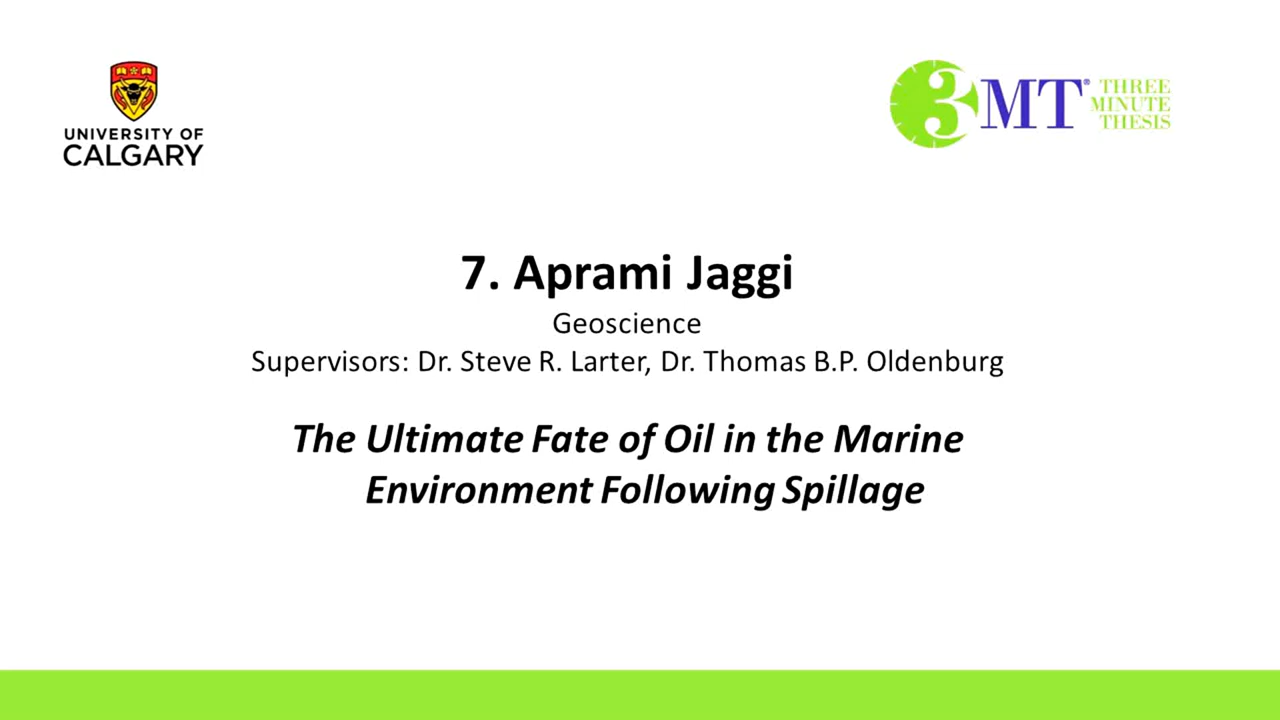 UNIVERSITY OF
CALGARY
3MT® THREE
MINUTE
THESIS
7. Aprami Jaggi
Geoscience
Supervisors: Dr. Steve R. Larter, Dr. Thomas B.P. Oldenburg
The Ultimate Fate of Oil in the Marine
Environment Following Spillage